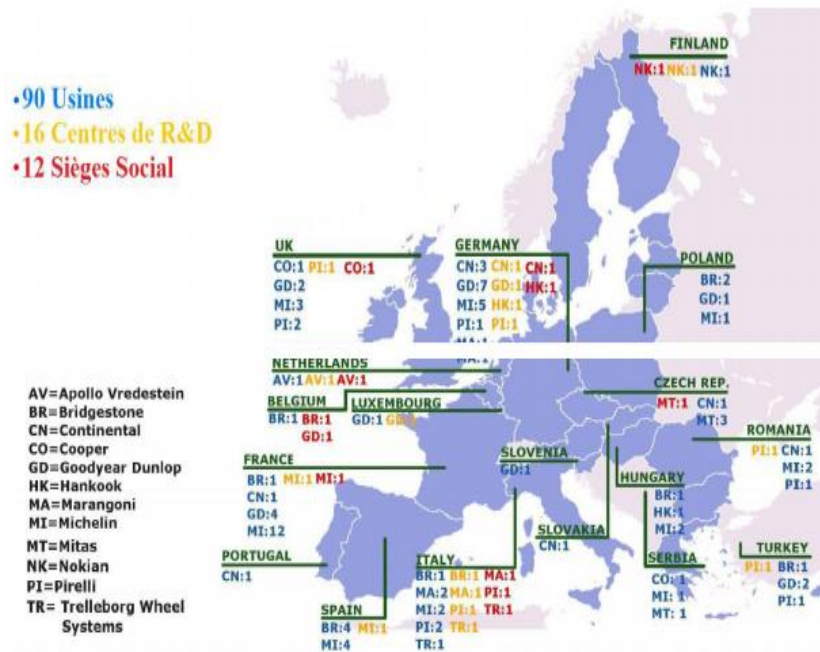 FINLAND
NK:1 NK:1 NK:1
•90 Usines
•16 Centres de R&D
•12 Sièges Social
UK
CO:1 PI:1 CO:1
GD:2
MI:3
PI:2
GERMANY
CN:3 CN:1 CN:1
GD:7 GD:1 HK:1
MI:5 HK:1
PI:1 PI:1
MA:1
POLAND
BR:2
GD:1
MI:1
NETHERLANDS
AV:1 AV:1 AV:1
BELGIUM
BR:1 BR:1
GD:1
LUXEMBOURG
GD:1 GD:1
CZECH REP.
MT:1 CN:1
MT:3
ROMANIA
PI:1 CN:1
MI:2
PI:1
AV=Apollo Vredestein
BR=Bridgestone
CN=Continental
CO=Cooper
GD=Goodyear Dunlop
HK=Hankook
MA=Marangoni
MI=Michelin
MT=Mitas
NK=Nokian
PI=Pirelli
TR= Trelleborg Wheel
Systems
FRANCE
BR:1 MI:1 MI:1
CN:1
GD:4
MI:12
SLOVENIA
GD:1
HUNGARY
BR:1
HK:1
MI:2
SLOVAKIA
CN:1
SERBIA
CO: 1
MI: 1
MT: 1
TURKEY
PI:1 BR:1
GD:2
PI:1
PORTUGAL
CN:1
SPAIN
BR:4 MI:1
MI:4
ITALY
BR:1 BR:1 MA:1
MA:2 MA:1 PI:1
MI:2 PI:1 TR:1
PI:2 TR:1
TR:1